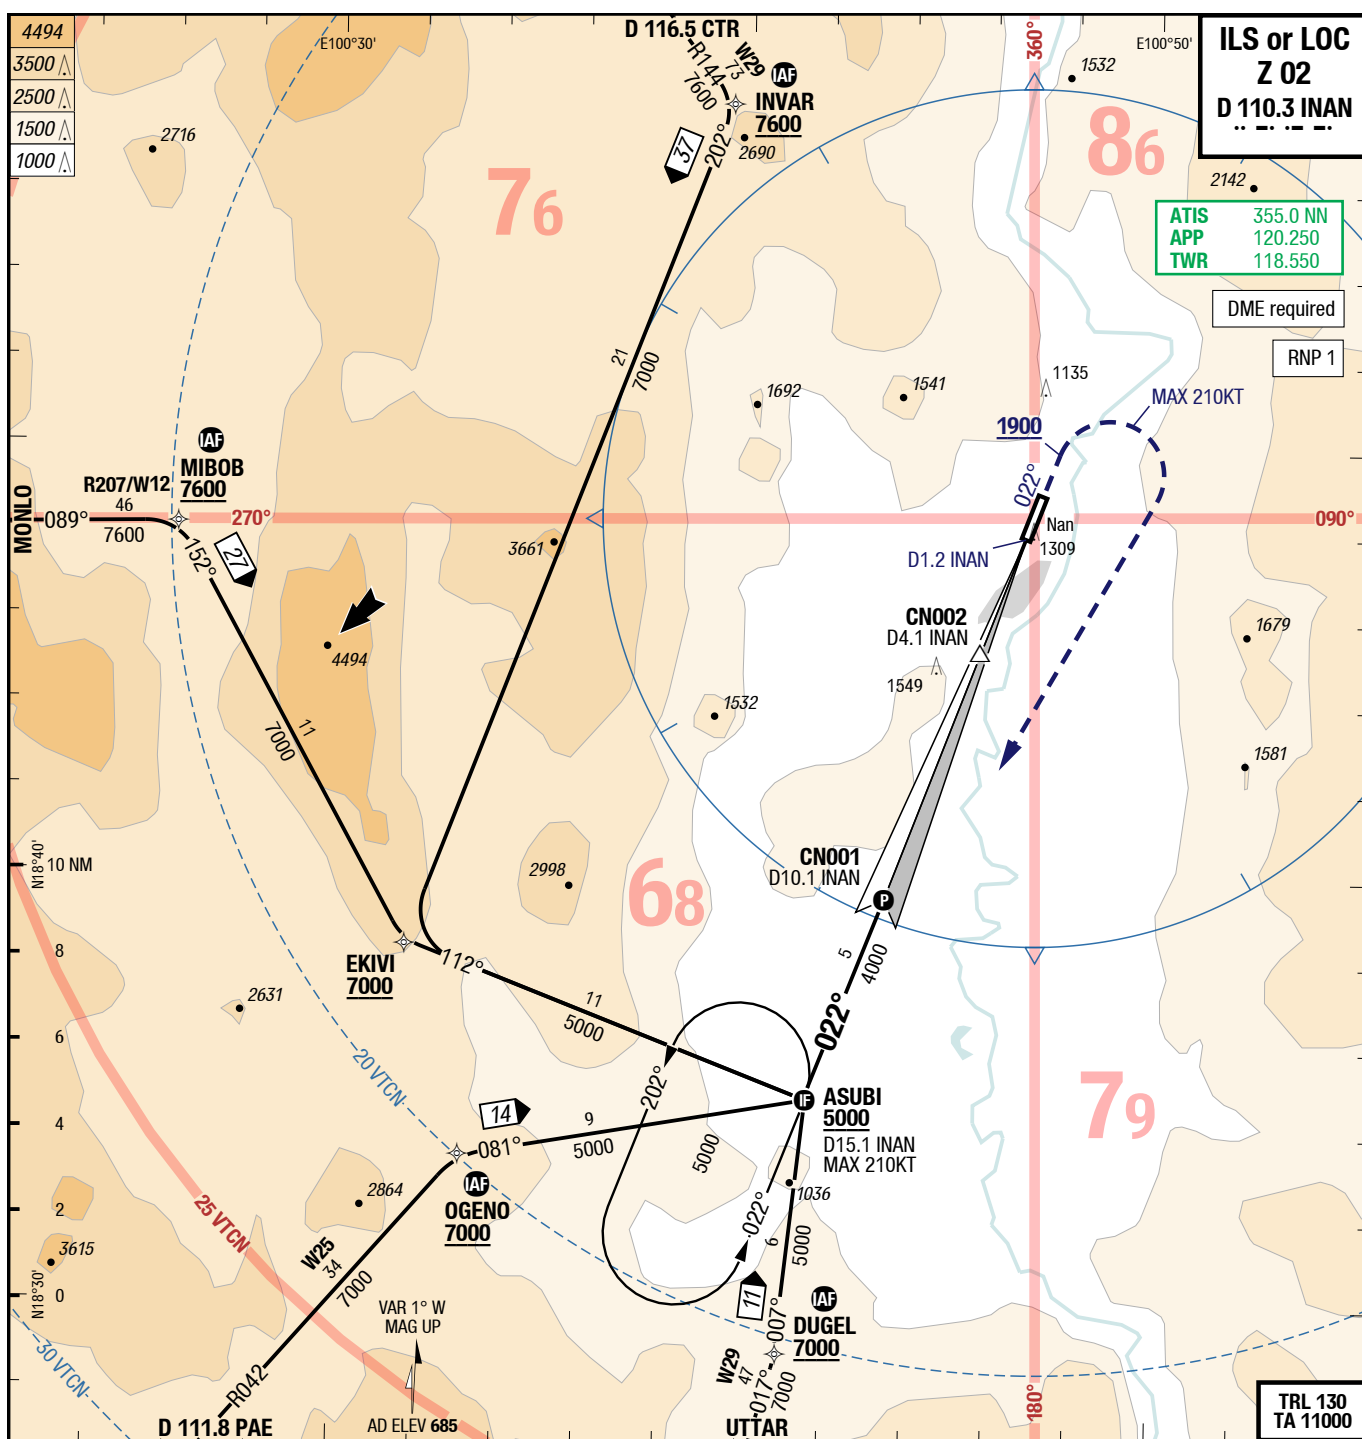 4494
3500
2500
1500
1000
E100°30'
D 116.5 CTR
R144
7600
W29
73
IAF
INVAR
7600
202°
37
2690
2716
76
360°
1532
E100°50'
86
ILS or LOC
Z 02
D 110.3 INAN
2142
ATIS 355.0 NN
APP 120.250
TWR 118.550
DME required
RNP 1
21
7000
1692
1541
1135
MAX 210KT
1900
022°
IAF
MIBOB
7600
R207/W12
46
7600
MONLO
089°
270°
090°
152°
27
3661
Nan
1309
D1.2 INAN
CN002
D4.1 INAN
1549
1679
4494
11
7000
1532
1581
N18°40'
10 NM
8
6
4
2
0
N18°30'
2998
68
CN001
D10.1 INAN
P
5
4000
022°
EKIVI
7000
112°
11
5000
2631
20 VTCN
202°
IF
ASUBI
5000
D15.1 INAN
MAX 210KT
79
14
9
5000
081°
5000
IAF
OGENO
7000
2864
1036
022°
6
5000
25 VTCN
3615
W25
34
7000
11
IAF
DUGEL
7000
007°
VAR 1° W
MAG UP
W29
47
017°
7000
30 VTCN
R042
D 111.8 PAE
AD ELEV 685
UTTAR
180°
TRL 130
TA 11000